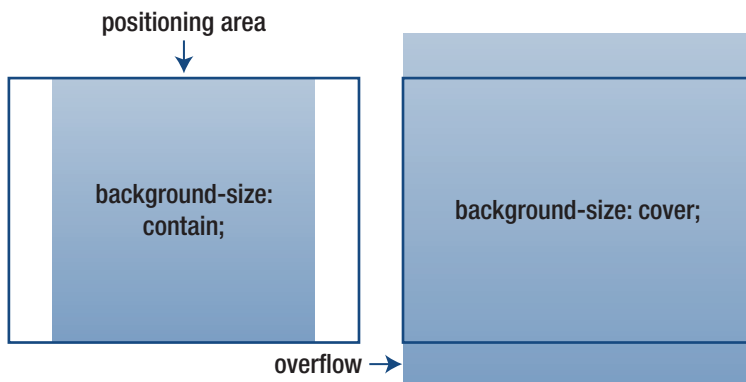 positioning area
background-size:
contain;
background-size: cover;
overflow